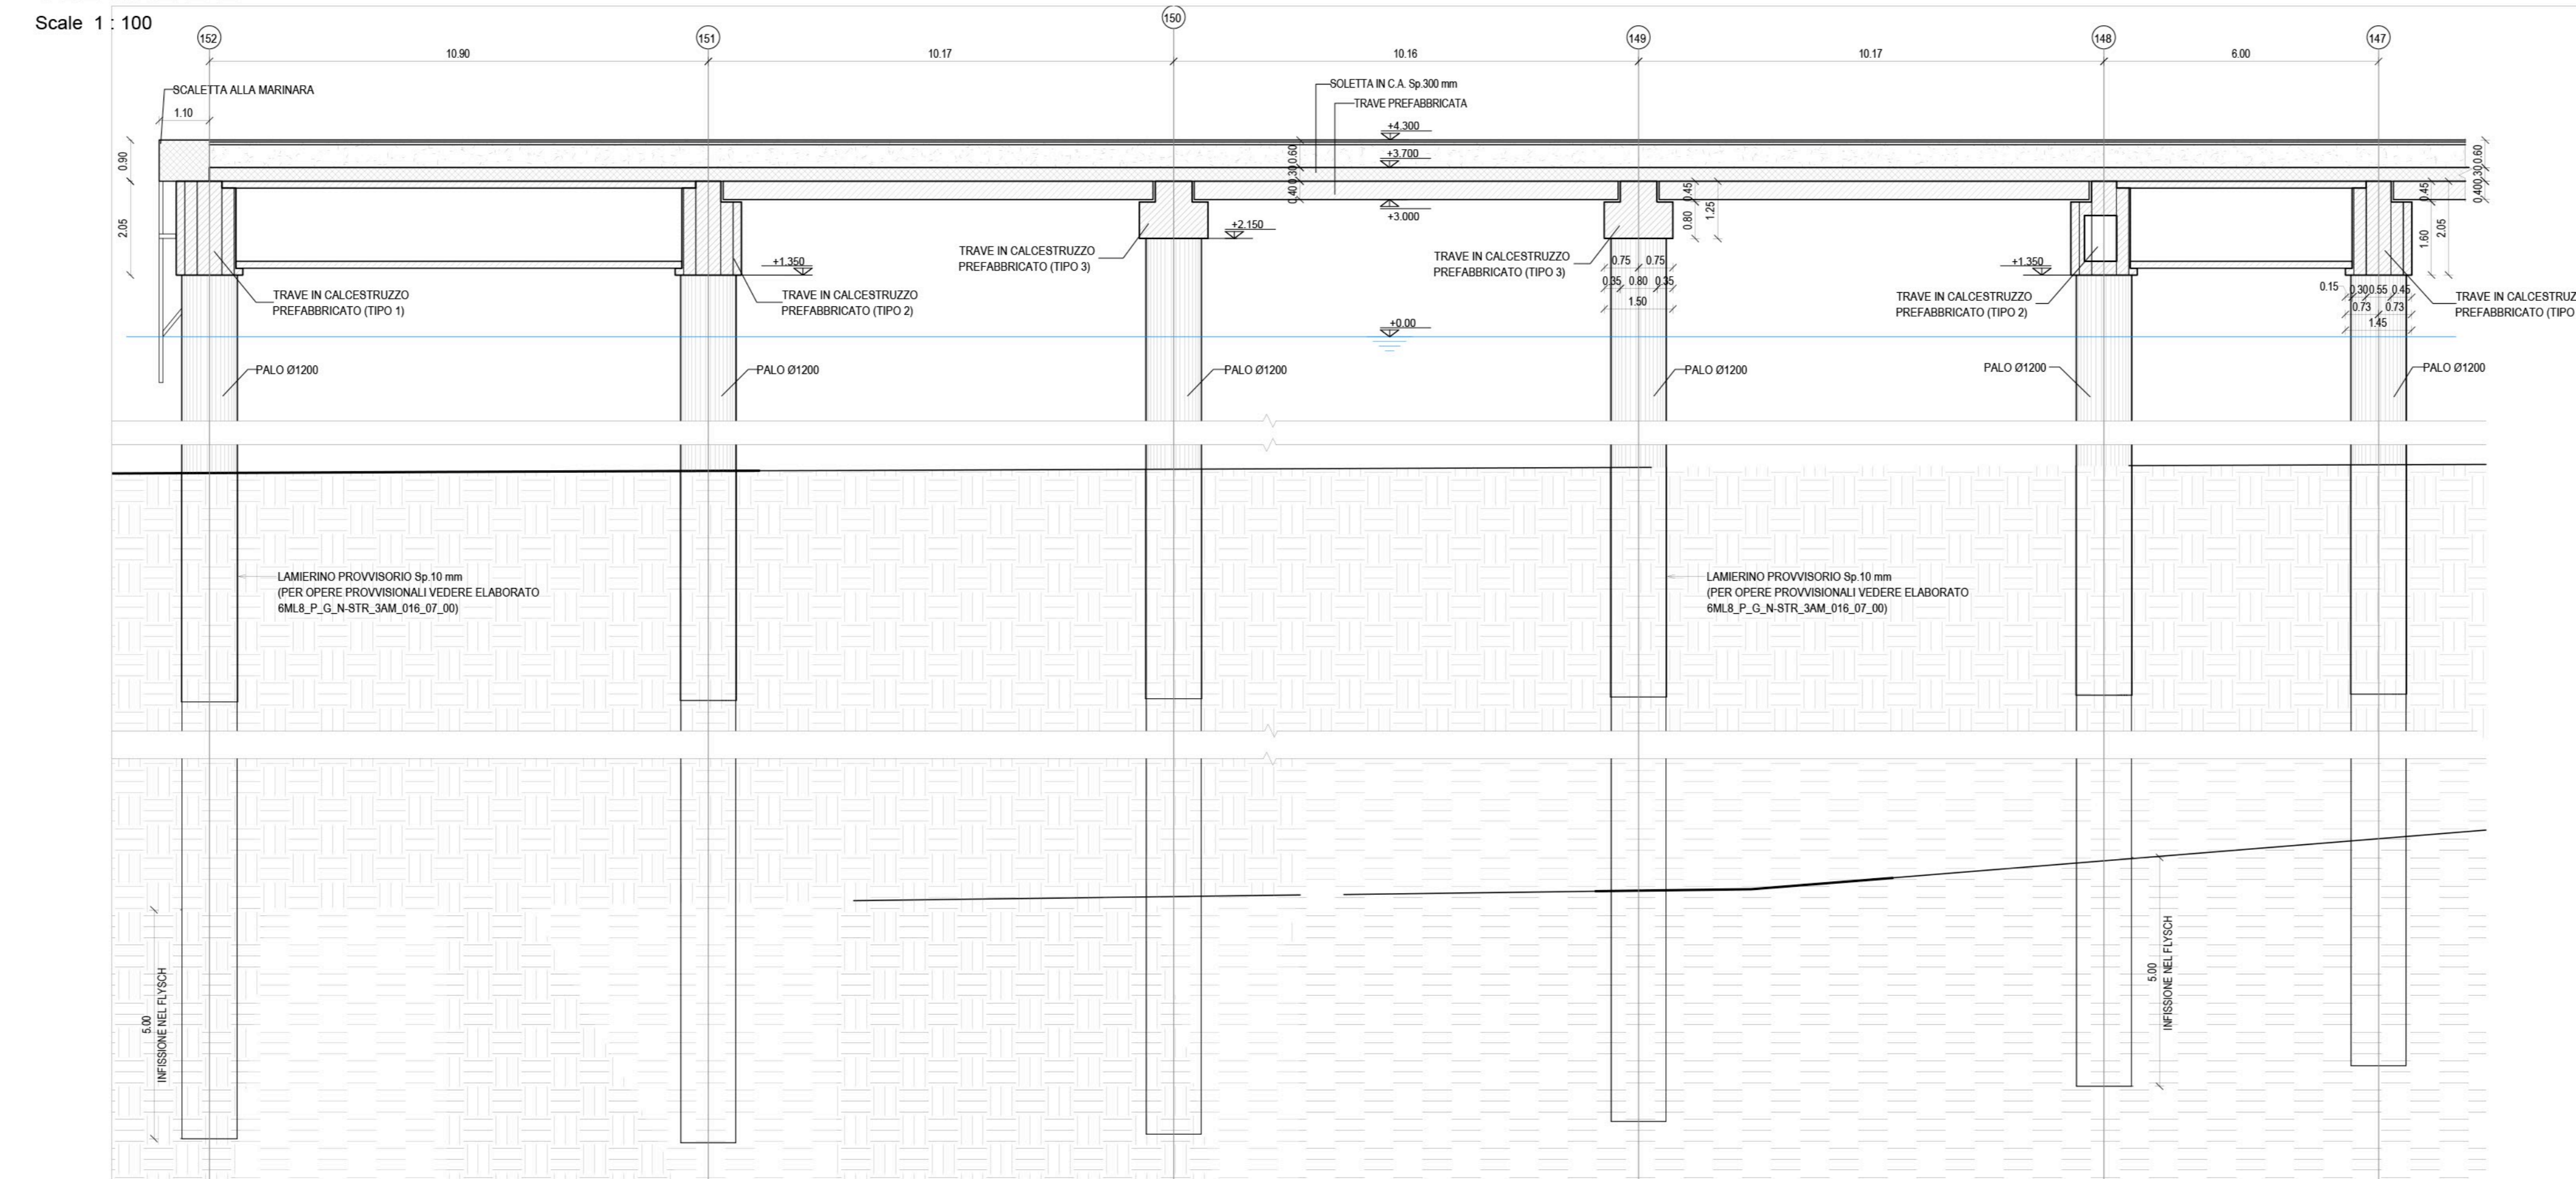 Scale 1 : 100
152
151
150
149
148
147
10.90
10.17
10.16
10.17
6.00
SCALETTA ALLA MARINARA
1.10
SOLETTA IN C.A. Sp.300 mm
TRAVE PREFABBRICATA
+4.300
+3.700
+3.000
0.60
0.30
0.40
0.90
2.05
+2.150
+1.350
+1.350
+0.00
TRAVE IN CALCESTRUZZO
PREFABBRICATO (TIPO 1)
TRAVE IN CALCESTRUZZO
PREFABBRICATO (TIPO 2)
TRAVE IN CALCESTRUZZO
PREFABBRICATO (TIPO 3)
TRAVE IN CALCESTRUZZO
PREFABBRICATO (TIPO 3)
0.45
0.80
1.25
0.75 0.75
0.35 0.80 0.35
1.50
TRAVE IN CALCESTRUZZO
PREFABBRICATO (TIPO 2)
0.60
0.30
0.40
0.45
1.60
2.05
0.15 0.30 0.55 0.45
0.73 0.73
1.45
TRAVE IN CALCESTRUZ
PREFABBRICATO (TIPO
PALO Ø1200
PALO Ø1200
PALO Ø1200
PALO Ø1200
PALO Ø1200
PALO Ø1200
LAMIERINO PROVVISORIO Sp.10 mm
(PER OPERE PROVVISIONALI VEDERE ELABORATO
6ML8_P_G_N-STR_3AM_016_07_00)
LAMIERINO PROVVISORIO Sp.10 mm
(PER OPERE PROVVISIONALI VEDERE ELABORATO
6ML8_P_G_N-STR_3AM_016_07_00)
5.00
INFISSIONE NEL FLYSCH
5.00
INFISSIONE NEL FLYSCH